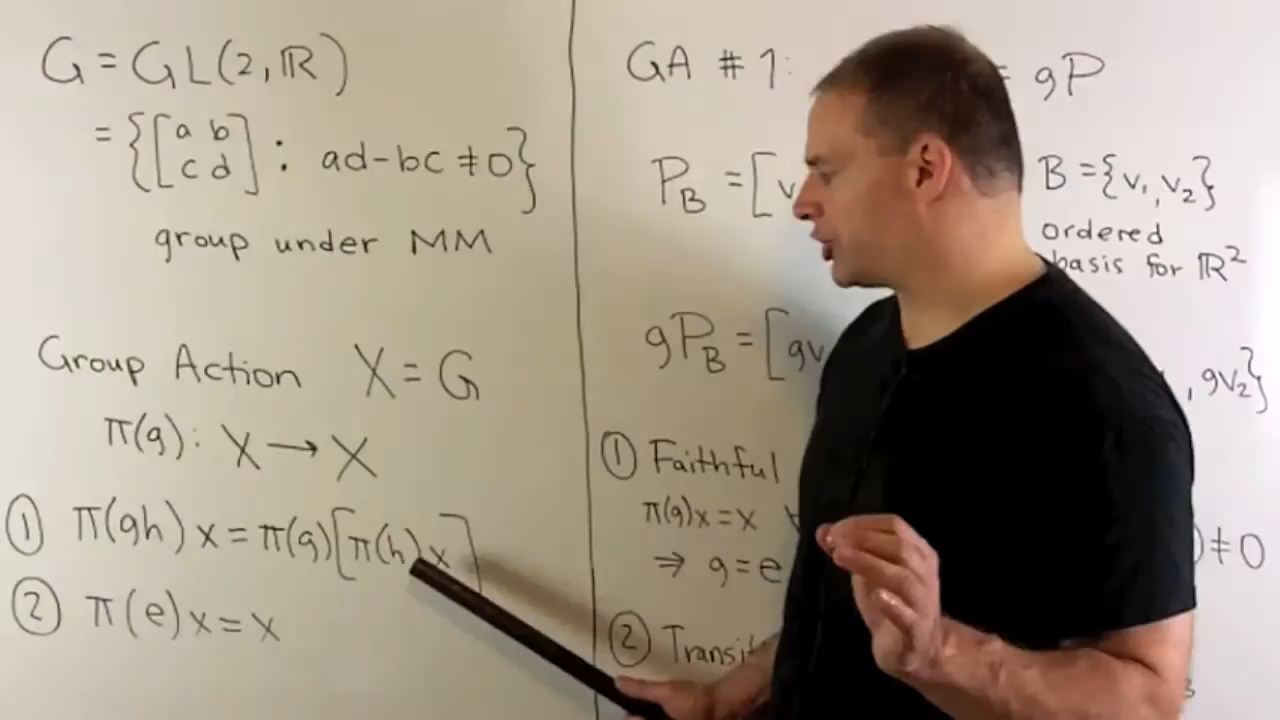 G = GL(2, ℝ)
= {[a b
c d] : ad-bc ≠ 0}
group under MM
Group Action X = G
π(g): X → X
① π(gh)x = π(g)[π(h)x]
② π(e)x = x
GA # 1: = gP
P_B = [v B = {v₁, v₂}
ordered
basis for ℝ²
gP_B = [gv , gv₂}
① Faithful
π(g)x = x ∀
⇒ g = e ) ≠ 0
② Transi